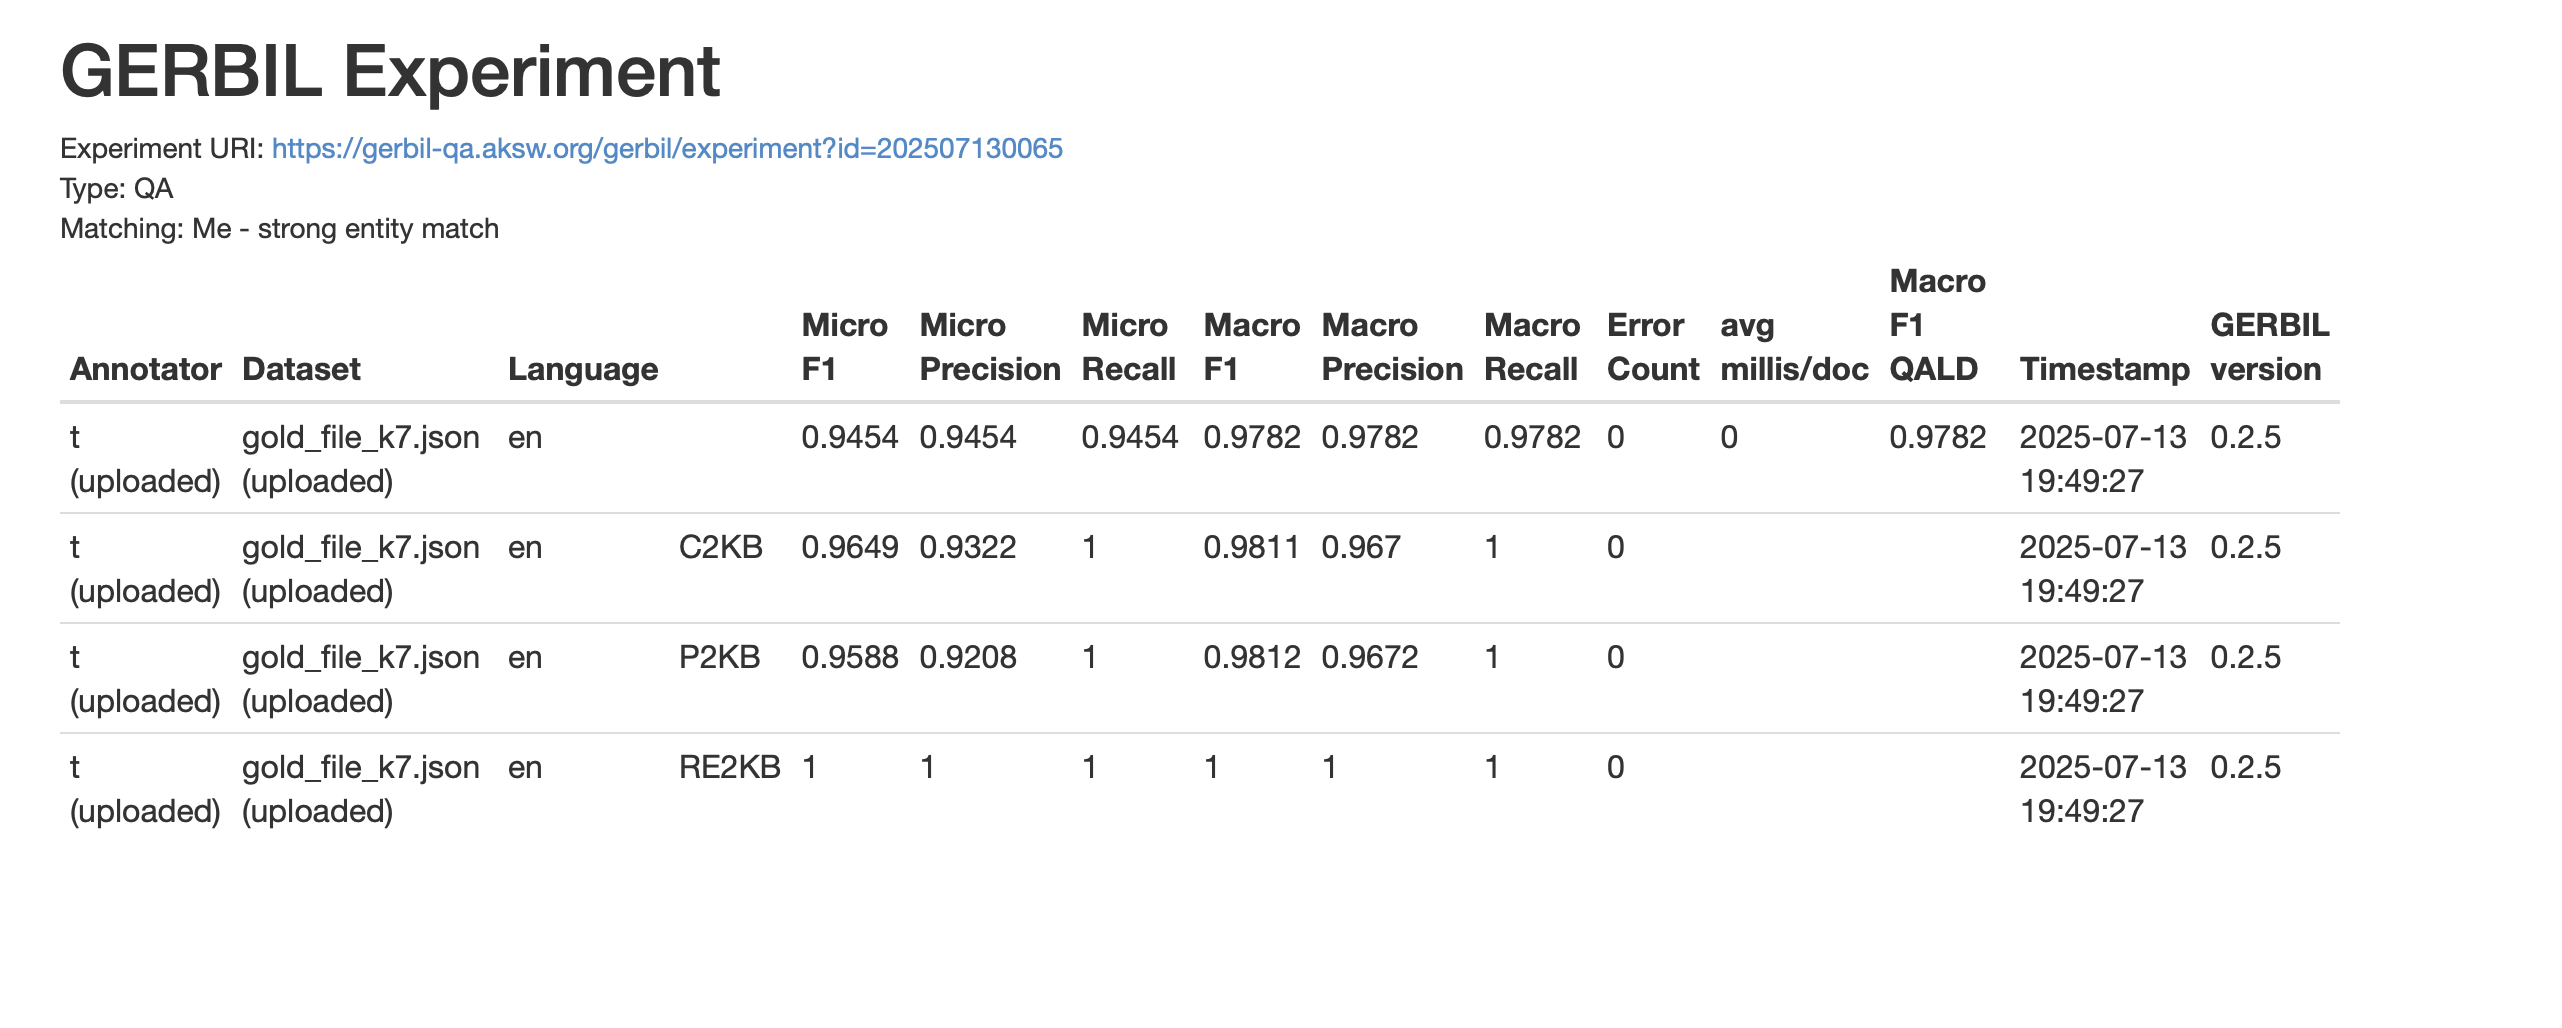 GERBIL Experiment
Experiment URI: https://gerbil-qa.aksw.org/gerbil/experiment?id=202507130065
Type: QA
Matching: Me - strong entity match
Annotator Dataset Language Micro F1 Micro Precision Micro Recall Macro F1 Macro Precision Macro Recall Error Count avg millis/doc Macro F1 QALD Timestamp GERBIL version
t (uploaded) gold_file_k7.json (uploaded) en 0.9454 0.9454 0.9454 0.9782 0.9782 0.9782 0 0 0.9782 2025-07-13 19:49:27 0.2.5
t (uploaded) gold_file_k7.json (uploaded) en C2KB 0.9649 0.9322 1 0.9811 0.967 1 0 2025-07-13 19:49:27 0.2.5
t (uploaded) gold_file_k7.json (uploaded) en P2KB 0.9588 0.9208 1 0.9812 0.9672 1 0 2025-07-13 19:49:27 0.2.5
t (uploaded) gold_file_k7.json (uploaded) en RE2KB 1 1 1 1 1 1 0 2025-07-13 19:49:27 0.2.5